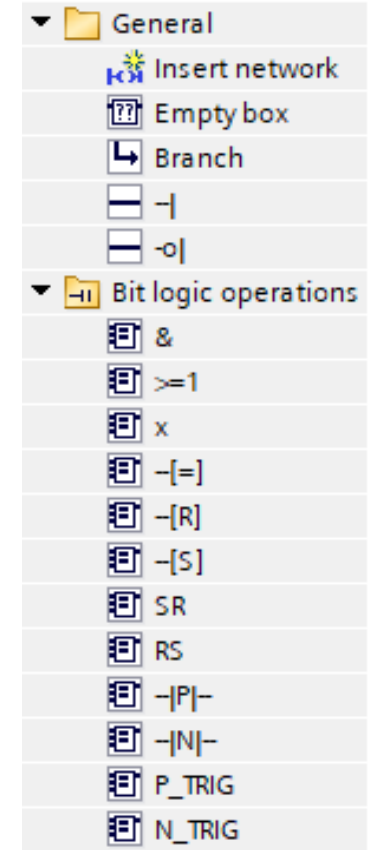 General
Insert network
Empty box
Branch
--|
-o|
Bit logic operations
&
>=1
x
--[=]
--[R]
--[S]
SR
RS
--|P|--
--|N|--
P_TRIG
N_TRIG